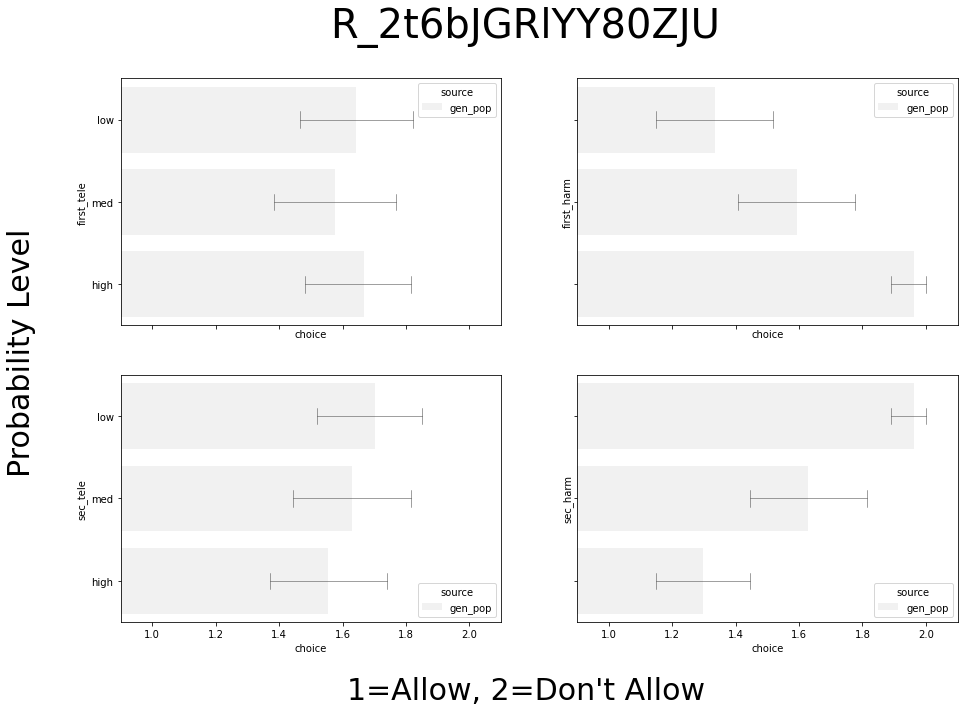 R_2t6bJGRlYY80ZJU
source
gen_pop
low
first_tele
med
high
choice
source
gen_pop
first_harm
choice
Probability Level
low
sec_tele
med
high
source
gen_pop
1.0 1.2 1.4 1.6 1.8 2.0
choice
sec_harm
source
gen_pop
1.0 1.2 1.4 1.6 1.8 2.0
choice
1=Allow, 2=Don't Allow